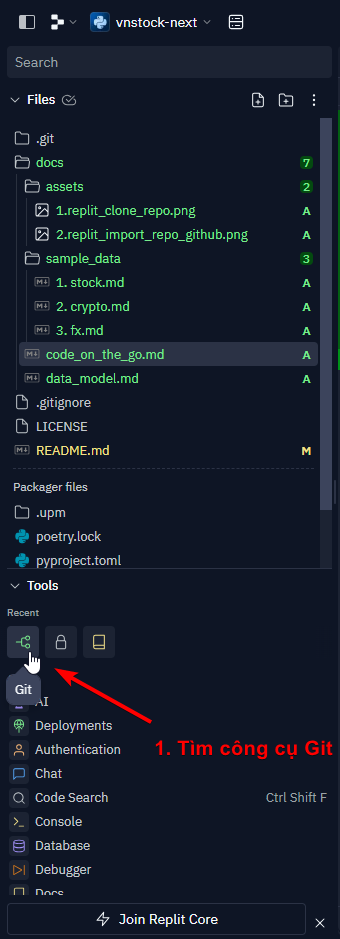 vnstock-next
Search
Files
.git
docs 7
assets 2
1.replit_clone_repo.png A
2.replit_import_repo_github.png A
sample_data 3
1. stock.md A
2. crypto.md A
3. fx.md A
code_on_the_go.md A
data_model.md A
.gitignore
LICENSE
README.md M
Packager files
.upm
poetry.lock
pyproject.toml
Tools
Recent
Git
AI
Deployments
1. Tìm công cụ Git
Authentication
Chat
Code Search Ctrl Shift F
Console
Database
Debugger
Docs
Join Replit Core